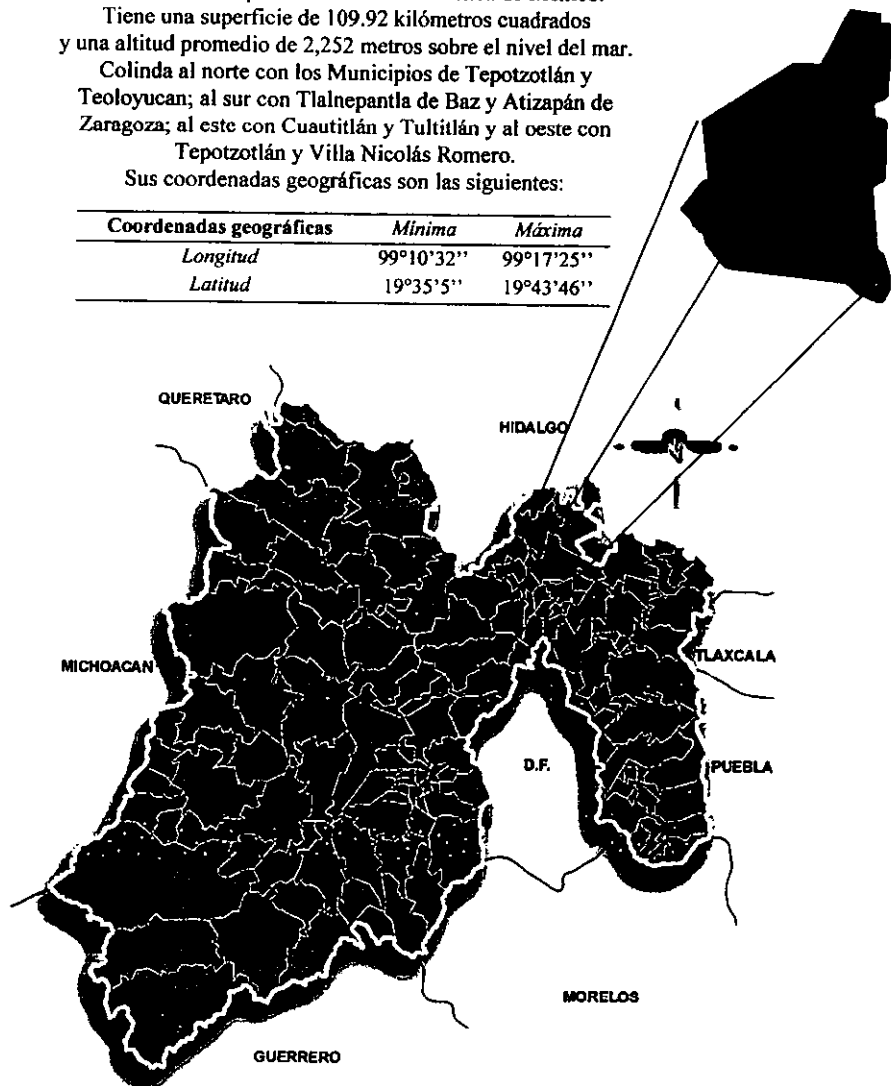 Tiene una superficie de 109.92 kilómetros cuadrados
y una altitud promedio de 2,252 metros sobre el nivel del mar.
Colinda al norte con los Municipios de Tepotzotlán y
Teoloyucan; al sur con Tlalnepantla de Baz y Atizapán de
Zaragoza; al este con Cuautitlán y Tultitlán y al oeste con
Tepotzotlán y Villa Nicolás Romero.
Sus coordenadas geográficas son las siguientes:
Coordenadas geográficas Mínima Máxima
Longitud 99°10'32'' 99°17'25''
Latitud 19°35'5'' 19°43'46''
QUERETARO
HIDALGO
MICHOACAN
TLAXCALA
D.F.
PUEBLA
MORELOS
GUERRERO